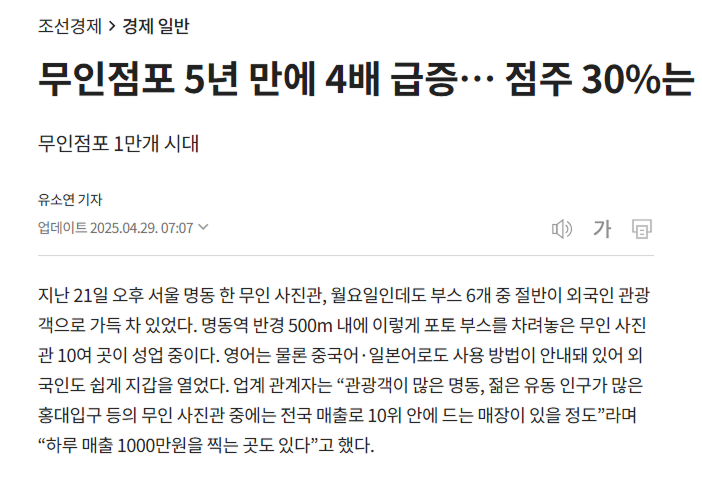 조선경제 > 경제 일반
무인점포 5년 만에 4배 급증… 점주 30%는
무인점포 1만개 시대
유소연 기자
업데이트 2025.04.29. 07:07
가
지난 21일 오후 서울 명동 한 무인 사진관, 월요일인데도 부스 6개 중 절반이 외국인 관광
객으로 가득 차 있었다. 명동역 반경 500m 내에 이렇게 포토 부스를 차려놓은 무인 사진
관 10여 곳이 성업 중이다. 영어는 물론 중국어·일본어로도 사용 방법이 안내돼 있어 외
국인도 쉽게 지갑을 열었다. 업계 관계자는 “관광객이 많은 명동, 젊은 유동 인구가 많은
홍대입구 등의 무인 사진관 중에는 전국 매출로 10위 안에 드는 매장이 있을 정도”라며
“하루 매출 1000만원을 찍는 곳도 있다”고 했다.